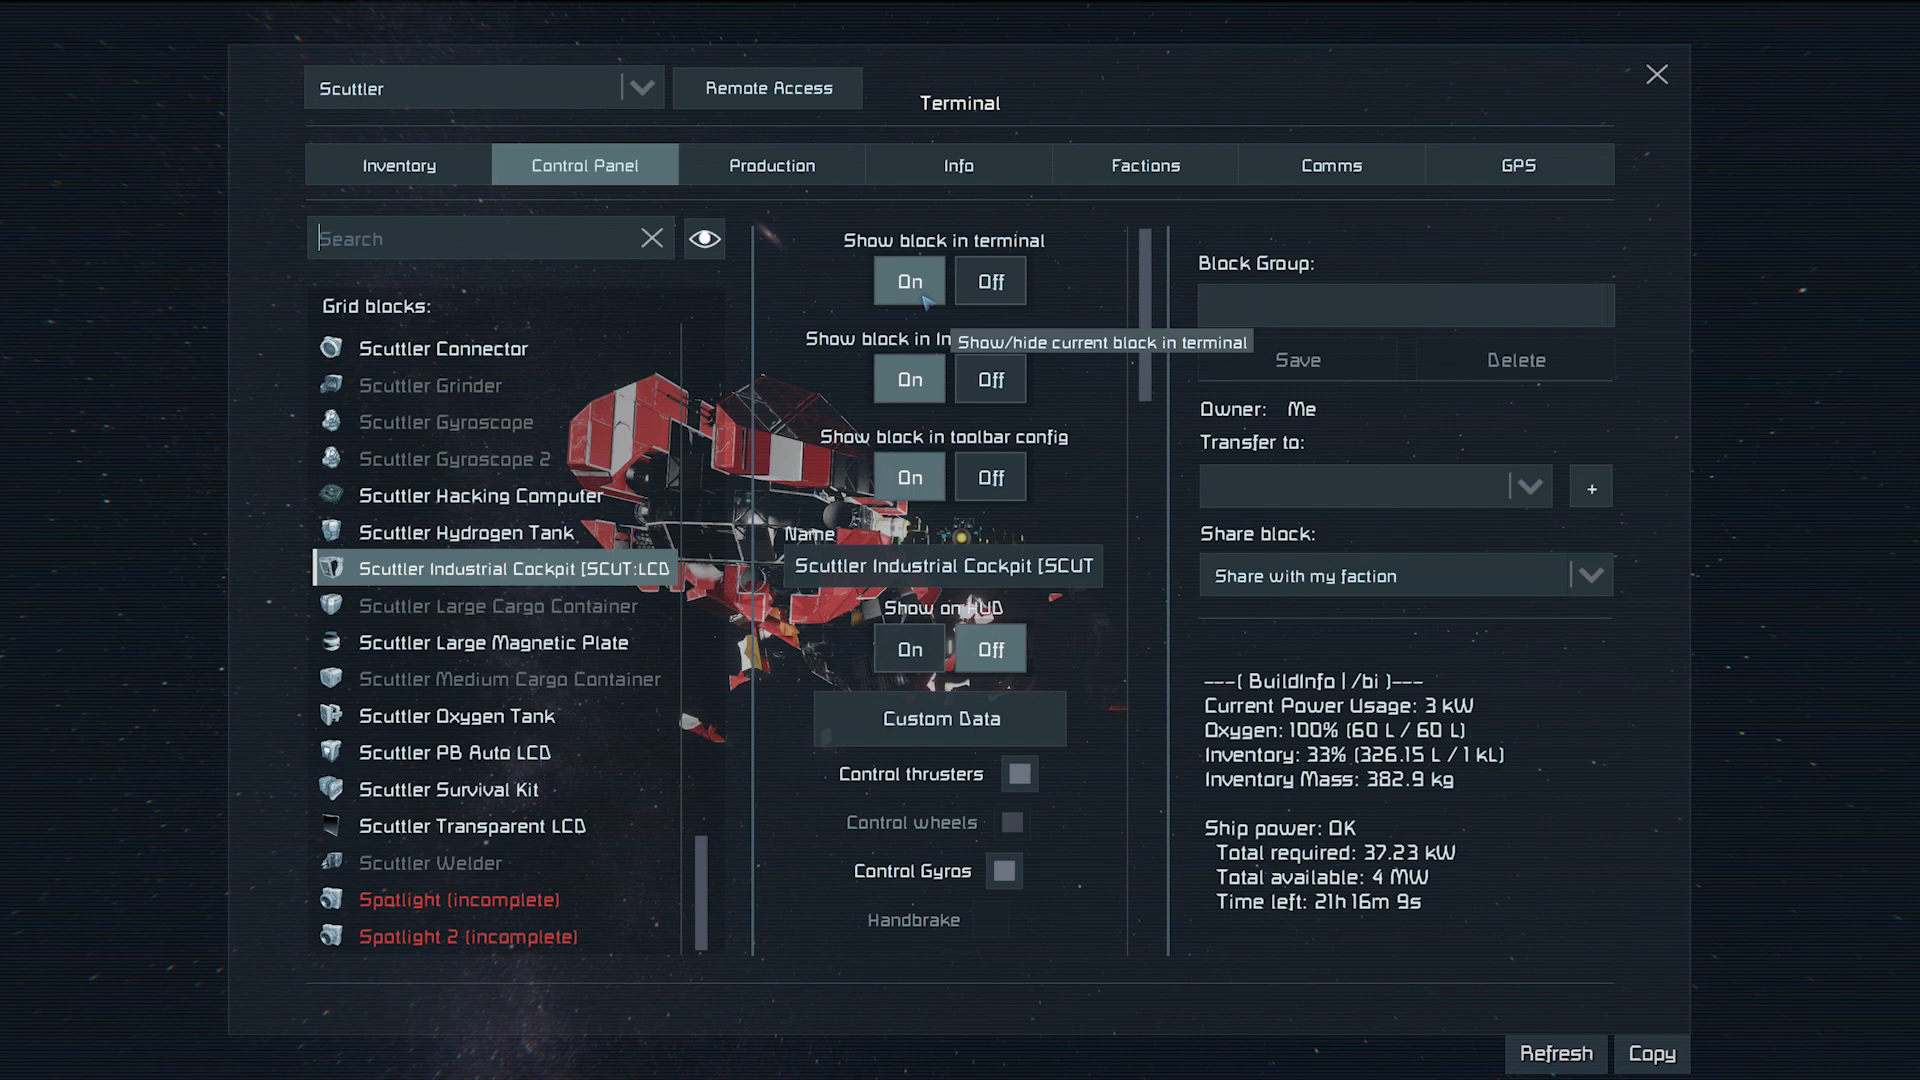 Scuttler
Remote Access
Terminal
Inventory
Control Panel
Production
Info
Factions
Comms
GPS
Search
Grid blocks:
Scuttler Connector
Scuttler Grinder
Scuttler Gyroscope
Scuttler Gyroscope 2
Scuttler Hacking Computer
Scuttler Hydrogen Tank
Scuttler Industrial Cockpit [SCUT:LCD
Scuttler Large Cargo Container
Scuttler Large Magnetic Plate
Scuttler Medium Cargo Container
Scuttler Oxygen Tank
Scuttler PB Auto LCD
Scuttler Survival Kit
Scuttler Transparent LCD
Scuttler Welder
Spotlight (incomplete)
Spotlight 2 (incomplete)
Show block in terminal
On Off
Show block in In
Show/hide current block in terminal
On Off
Show block in toolbar config
On Off
Name
Scuttler Industrial Cockpit [SCUT
Show on HUD
On Off
Custom Data
Control thrusters
Control wheels
Control Gyros
Handbrake
Block Group:
Save Delete
Owner: Me
Transfer to:
+
Share block:
Share with my faction
---( BuildInfo | /bi )---
Current Power Usage: 3 kW
Oxygen: 100% (60 L / 60 L)
Inventory: 33% (326.15 L / 1 kL)
Inventory Mass: 382.9 kg
Ship power: OK
Total required: 37.23 kW
Total available: 4 MW
Time left: 21h 16m 9s
Refresh
Copy